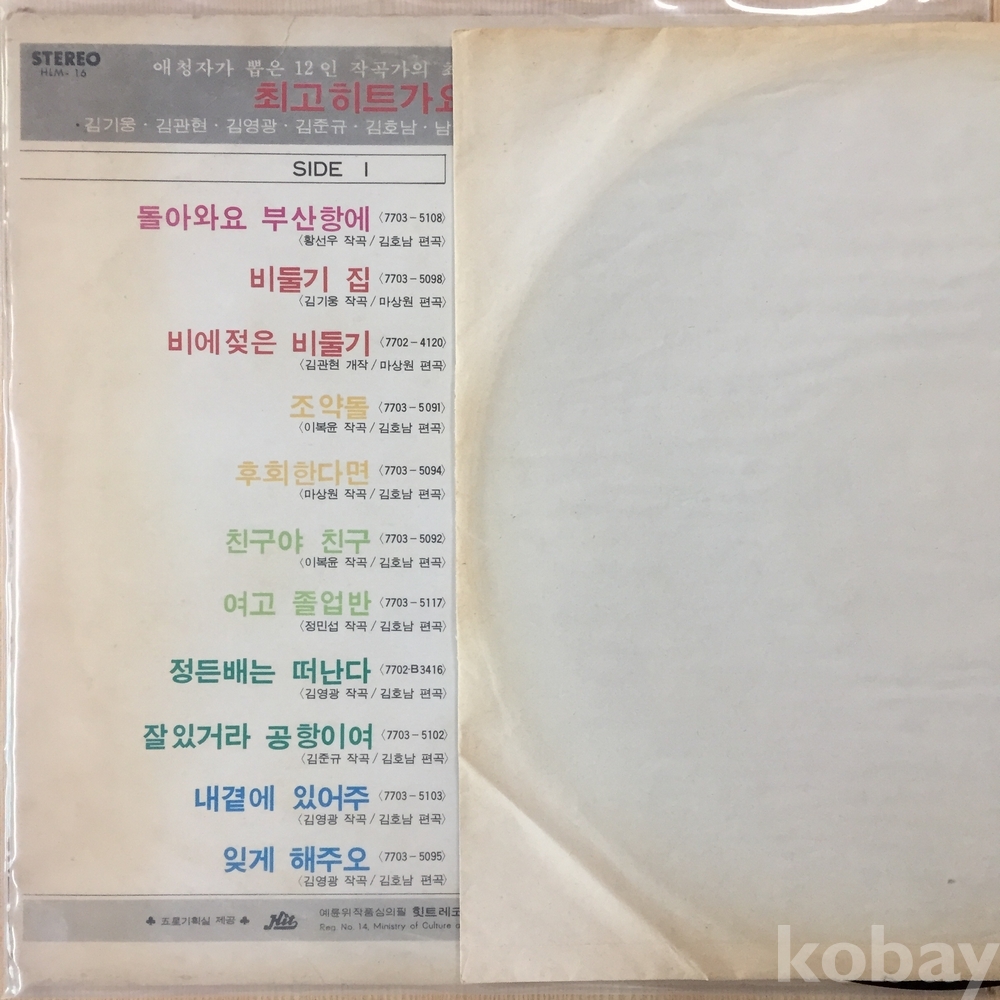 STEREO
HLM-16
애청자가 뽑은 12인 작곡가의
최고히트가요
·김기웅·김관현·김영광·김준규·김호남·남
SIDE I
돌아와요 부산항에 〈7703-5108〉
〈황선우 작곡/김호남 편곡〉
비둘기 집 〈7703-5098〉
〈김기웅 작곡/마상원 편곡〉
비에젖은 비둘기 〈7702-4120〉
〈김관현 개작/마상원 편곡〉
조약돌 〈7703-5091〉
〈이복윤 작곡/김호남 편곡〉
후회한다면 〈7703-5094〉
〈마상원 작곡/김호남 편곡〉
친구야 친구 〈7703-5092〉
〈이복윤 작곡/김호남 편곡〉
여고 졸업반 〈7703-5117〉
〈정민섭 작곡/김호남 편곡〉
정든배는 떠난다 〈7702-B3416〉
〈김영광 작곡/김호남 편곡〉
잘있거라 공항이여 〈7703-5102〉
〈김준규 작곡/김호남 편곡〉
내곁에 있어주 〈7703-5103〉
〈김영광 작곡/김호남 편곡〉
잊게 해주오 〈7703-5095〉
〈김영광 작곡/김호남 편곡〉
♣ 프로기획실 제공 ♣ Hit 예륜위작품심의필 힛트레코
Reg. No. 14, Ministry of Culture
kobay